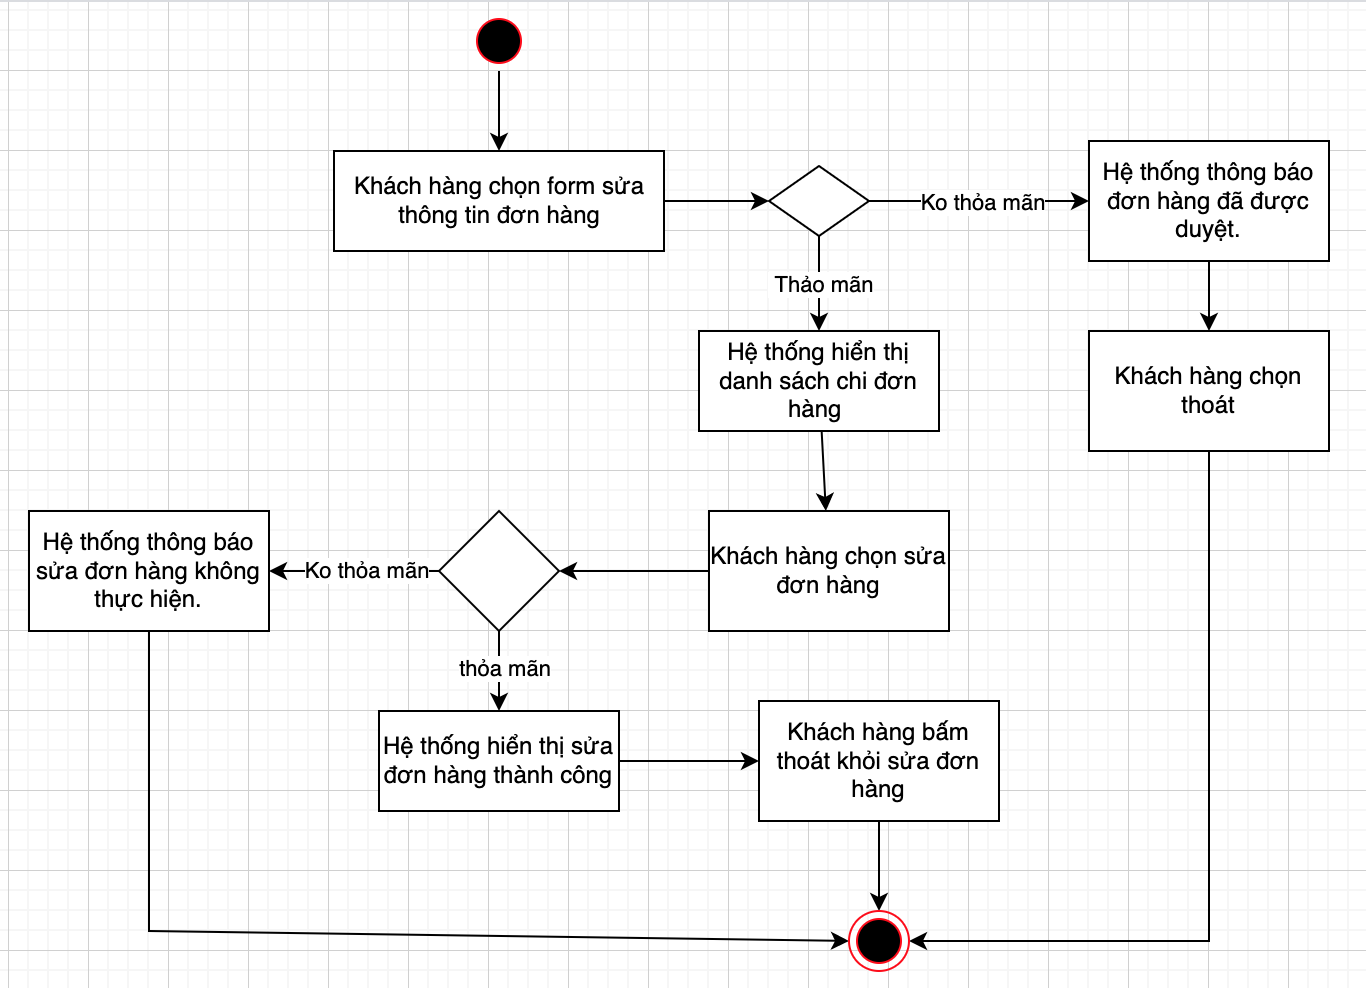 Khách hàng chọn form sửa
thông tin đơn hàng
Ko thỏa mãn
Hệ thống thông báo
đơn hàng đã được
duyệt.
Thảo mãn
Hệ thống hiển thị
danh sách chi đơn
hàng
Khách hàng chọn
thoát
Khách hàng chọn sửa
đơn hàng
Ko thỏa mãn
Hệ thống thông báo
sửa đơn hàng không
thực hiện.
thỏa mãn
Hệ thống hiển thị sửa
đơn hàng thành công
Khách hàng bấm
thoát khỏi sửa đơn
hàng